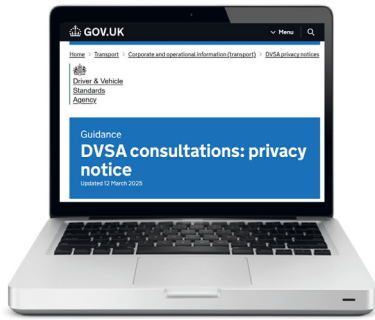 GOV.UK
Menu
Home > Transport > Corporate and operational information (transport) > DVSA privacy notices
Driver & Vehicle
Standards
Agency
Guidance
DVSA consultations: privacy
notice
Updated 12 March 2025